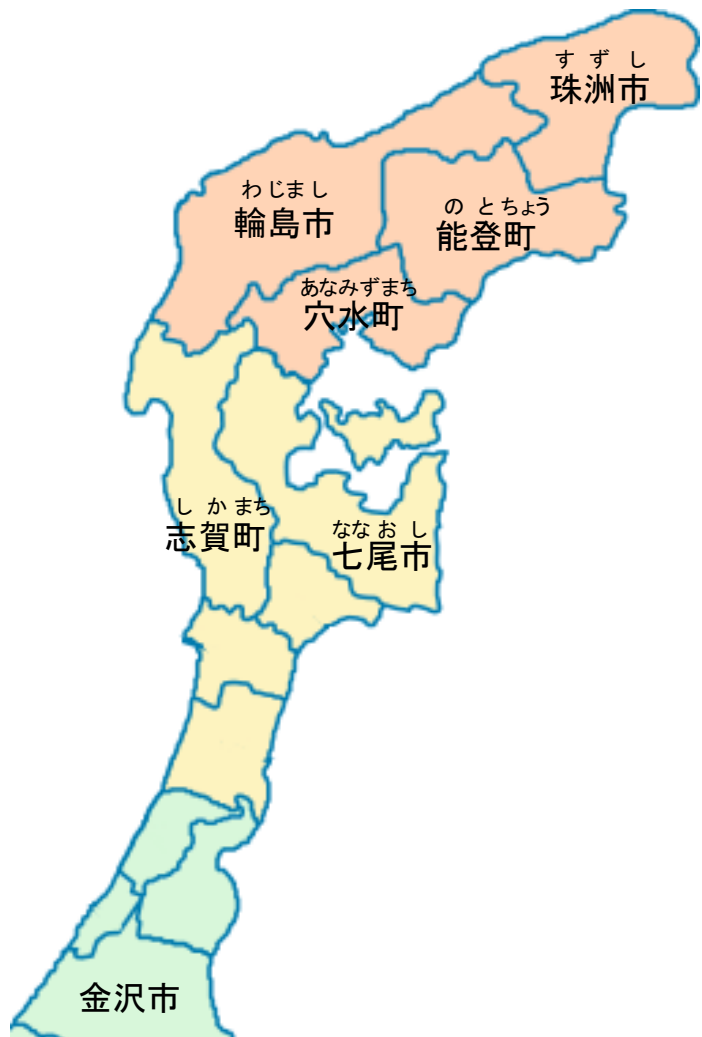 すずし
珠洲市
わじまし
輪島市
のとちょう
能登町
あなみずまち
穴水町
しかまち
志賀町
ななおし
七尾市
金沢市